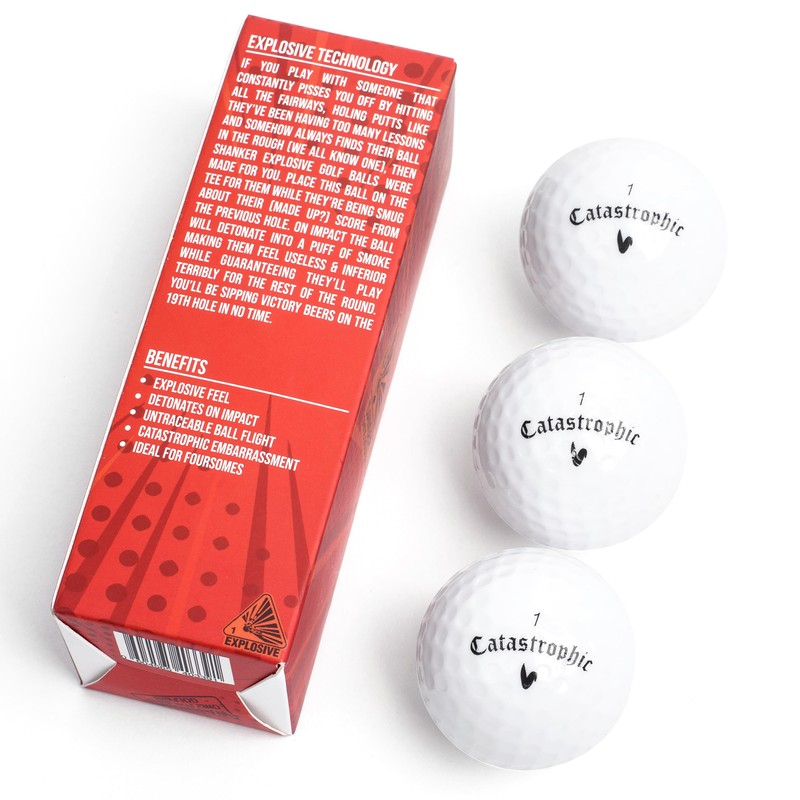 EXPLOSIVE TECHNOLOGY
IF YOU PLAY WITH SOMEONE THAT
CONSTANTLY PISSES YOU OFF BY HITTING
ALL THE FAIRWAYS, HOLING PUTTS LIKE
THEY'VE BEEN HAVING TOO MANY LESSONS
AND SOMEHOW ALWAYS FINDS THEIR BALL
IN THE ROUGH (WE ALL KNOW ONE), THEN
SHANKER EXPLOSIVE GOLF BALLS WERE
MADE FOR YOU. PLACE THIS BALL ON THE
TEE FOR THEM WHILE THEY'RE BEING SMUG
ABOUT THEIR (MADE UP?) SCORE FROM
THE PREVIOUS HOLE. ON IMPACT THE BALL
WILL DETONATE INTO A PUFF OF SMOKE
MAKING THEM FEEL USELESS & INFERIOR
WHILE GUARANTEEING THEY'LL PLAY
TERRIBLY FOR THE REST OF THE ROUND.
YOU'LL BE SIPPING VICTORY BEERS ON THE
19TH HOLE IN NO TIME.
BENEFITS
• EXPLOSIVE FEEL
• DETONATES ON IMPACT
• UNTRACEABLE BALL FLIGHT
• CATASTROPHIC EMBARRASSMENT
• IDEAL FOR FOURSOMES
1
EXPLOSIVE
1
Catastrophic
1
Catastrophic
1
Catastrophic